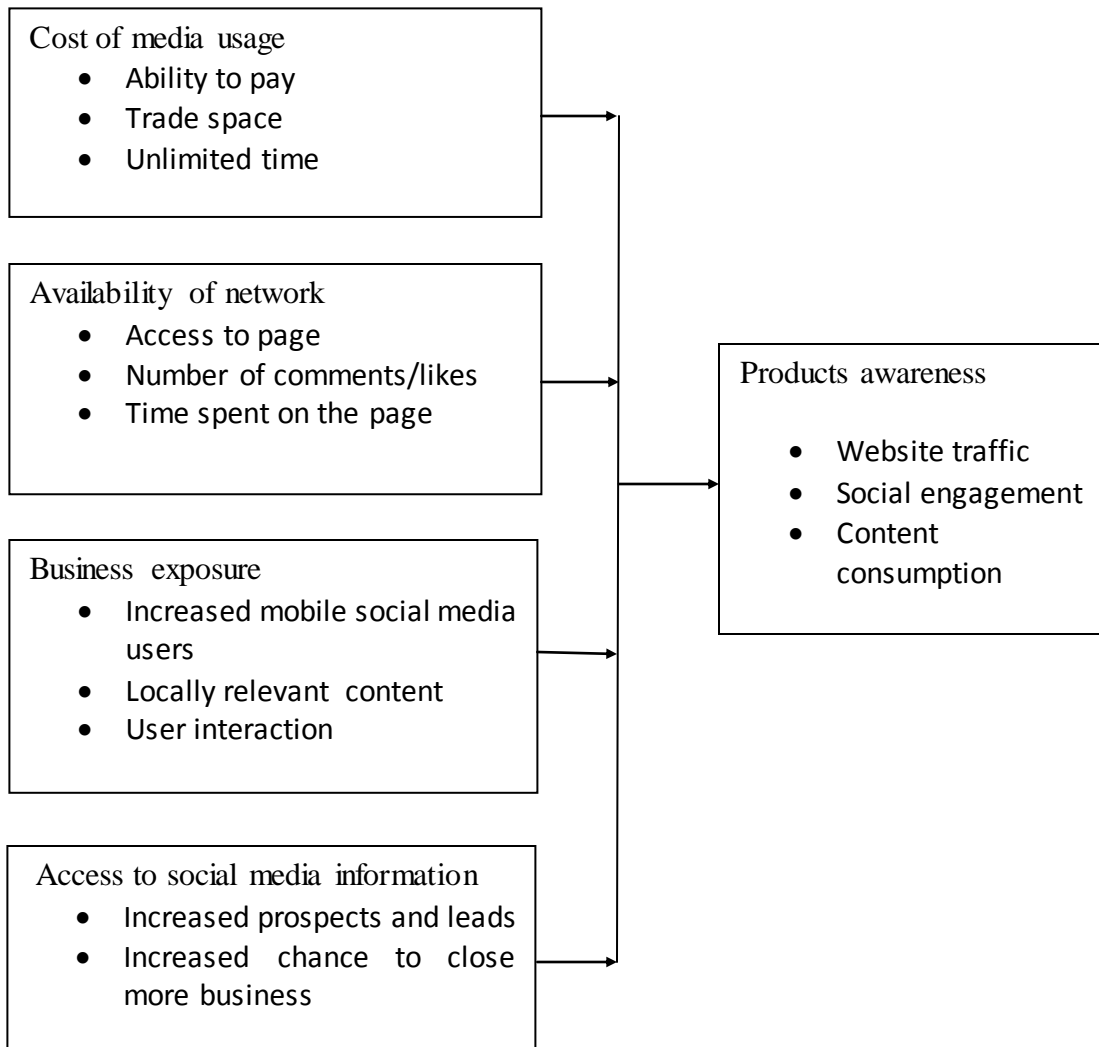 Cost of media usage
• Ability to pay
• Trade space
• Unlimited time
Availability of network
• Access to page
• Number of comments/likes
• Time spent on the page
Business exposure
• Increased mobile social media
users
• Locally relevant content
• User interaction
Access to social media information
• Increased prospects and leads
• Increased chance to close
more business
Products awareness
• Website traffic
• Social engagement
• Content
consumption